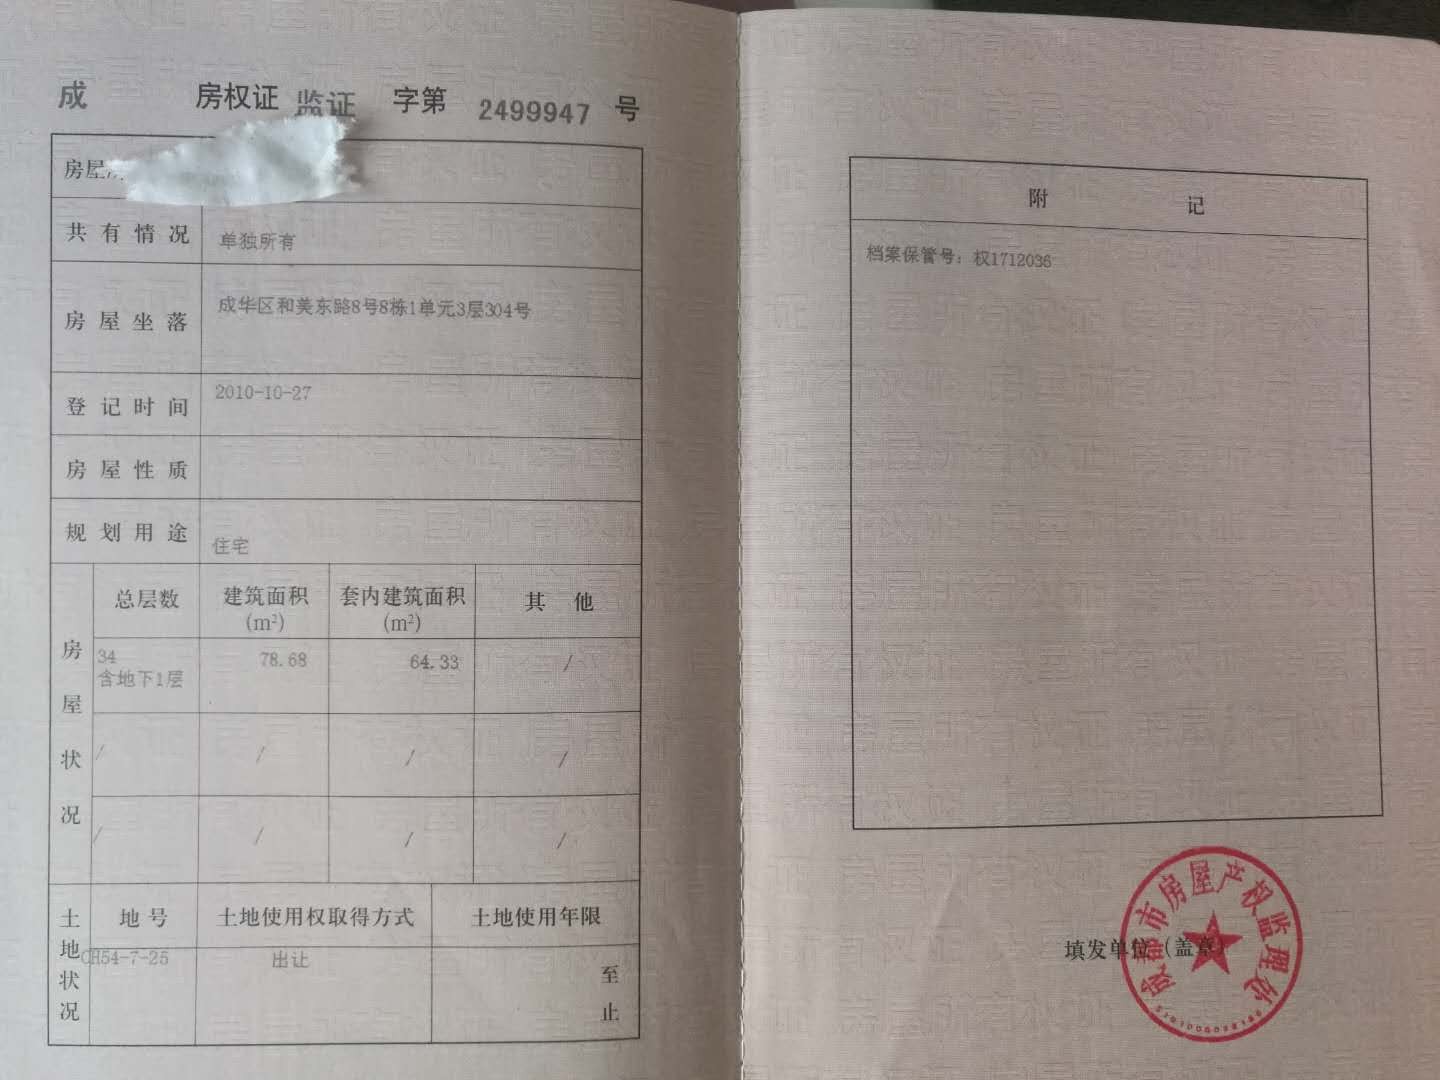 成 房权证 监证 字第 2499947 号
房屋
共有情况 单独所有
房屋坐落 成华区和美东路8号8栋1单元3层304号
登记时间 2010-10-27
房屋性质
规划用途 住宅
房屋状况
总层数 建筑面积(m²) 套内建筑面积(m²) 其他
34 78.68 64.33 /
含地下1层
/ / / /
/ / / /
土地状况
地号 土地使用权取得方式 土地使用年限
CH54-7-25 出让 至
止
附记
档案保管号：权1712036
填发单位（盖章）
成都市房屋产权监理处